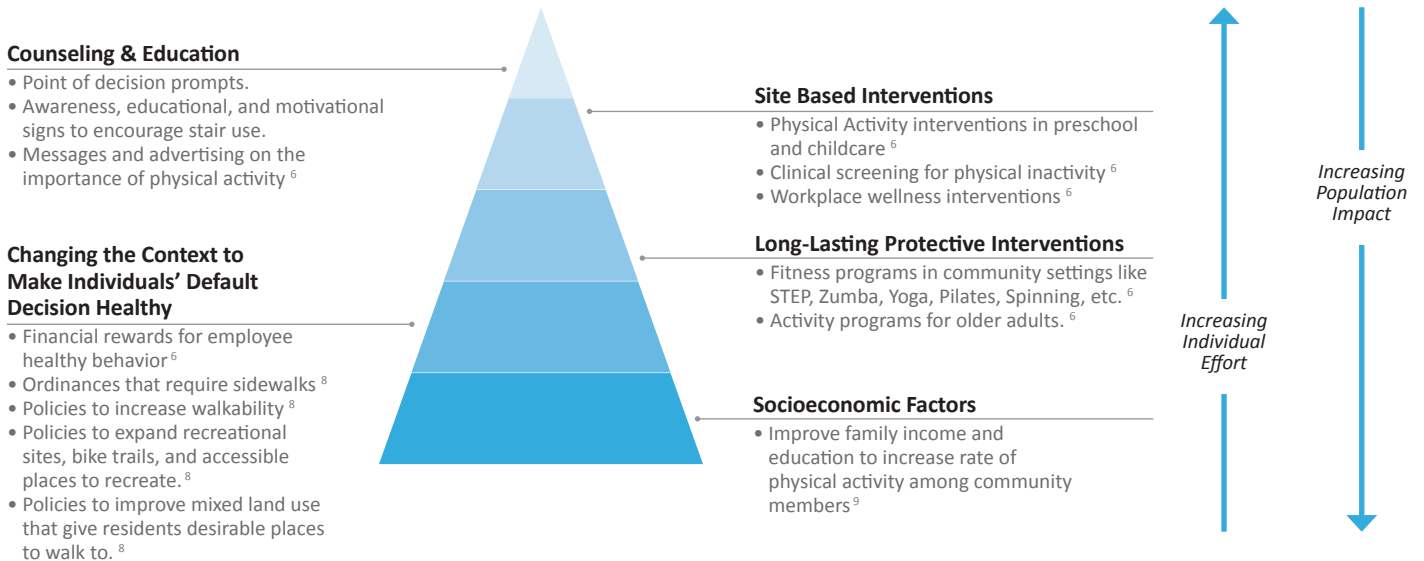 Counseling & Education
• Point of decision prompts.
• Awareness, educational, and motivational
signs to encourage stair use.
• Messages and advertising on the
importance of physical activity 6
Changing the Context to
Make Individuals’ Default
Decision Healthy
• Financial rewards for employee
healthy behavior 6
• Ordinances that require sidewalks 8
• Policies to increase walkability 8
• Policies to expand recreational
sites, bike trails, and accessible
places to recreate. 8
• Policies to improve mixed land use
that give residents desirable places
to walk to. 8
Site Based Interventions
• Physical Activity interventions in preschool
and childcare 6
• Clinical screening for physical inactivity 6
• Workplace wellness interventions 6
Long-Lasting Protective Interventions
• Fitness programs in community settings like
STEP, Zumba, Yoga, Pilates, Spinning, etc. 6
• Activity programs for older adults. 6
Socioeconomic Factors
• Improve family income and
education to increase rate of
physical activity among community
members 9
Increasing
Individual
Effort
Increasing
Population
Impact